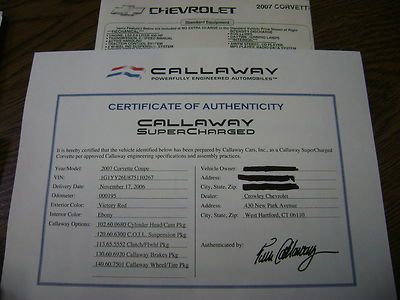 CHEVROLET
2007 CORVETT
Standard Equipment
CALLAWAY
POWERFULLY ENGINEERED AUTOMOBILES™
CERTIFICATE OF AUTHENTICITY
CALLAWAY
SUPERCHARGED
It is hereby certified that the vehicle identified below has been prepared by Callaway Cars, Inc., as a Callaway SuperCharged
Corvette per approved Callaway engineering specifications and assembly practices.
Year/Model: 2007 Corvette Coupe
Vehicle Owner:
VIN: 1G1YY26U875110267
Address:
Delivery Date: November 17, 2006
City, State, Zip:
Odometer: 000195
Dealer: Crowley Chevrolet
Exterior Color: Victory Red
Address: 430 New Park Avenue
Interior Color: Ebony
City, State, Zip: West Hartford, CT 06110
Callaway Options: 102.60.0680 Cylinder Head/Cam Pkg
120.60.6300 C.O.I.L. Suspension Pkg
113.65.5552 Clutch/Flwhl Pkg
Authenticated by:
130.60.6920 Callaway Brakes Pkg
140.60.7501 Callaway Wheel/Tire Pkg